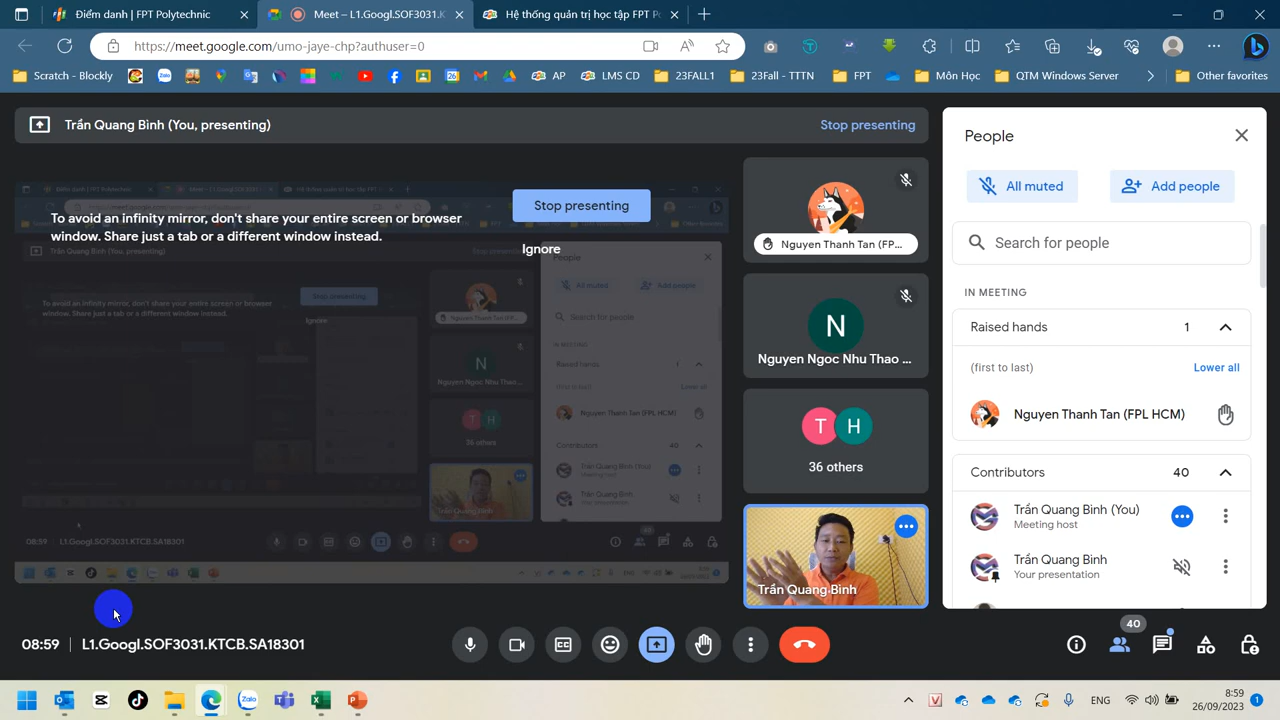 Điểm danh | FPT Polytechnic
Meet – L1.Googl.SOF3031.K
Hệ thống quản trị học tập FPT P
https://meet.google.com/umo-jaye-chp?authuser=0
Scratch - Blockly
AP
LMS CD
23FALL1
23Fall - TTTN
FPT
Môn Học
QTM Windows Server
Other favorites
Trần Quang Bình (You, presenting)
Stop presenting
To avoid an infinity mirror, don't share your entire screen or browser
window. Share just a tab or a different window instead.
Stop presenting
Ignore
Nguyen Thanh Tan (FP...
N
Nguyen Ngoc Nhu Thao ...
T H
36 others
Trần Quang Bình
People
All muted
Add people
Search for people
IN MEETING
Raised hands 1
(first to last) Lower all
Nguyen Thanh Tan (FPL HCM)
Contributors 40
Trần Quang Bình (You)
Meeting host
Trần Quang Bình
Your presentation
08:59 | L1.Googl.SOF3031.KTCB.SA18301
40
ENG
8:59
26/09/2023
1